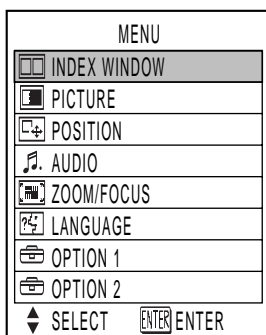 MENU
INDEX WINDOW
PICTURE
POSITION
AUDIO
ZOOM/FOCUS
LANGUAGE
OPTION 1
OPTION 2
SELECT ENTER ENTER